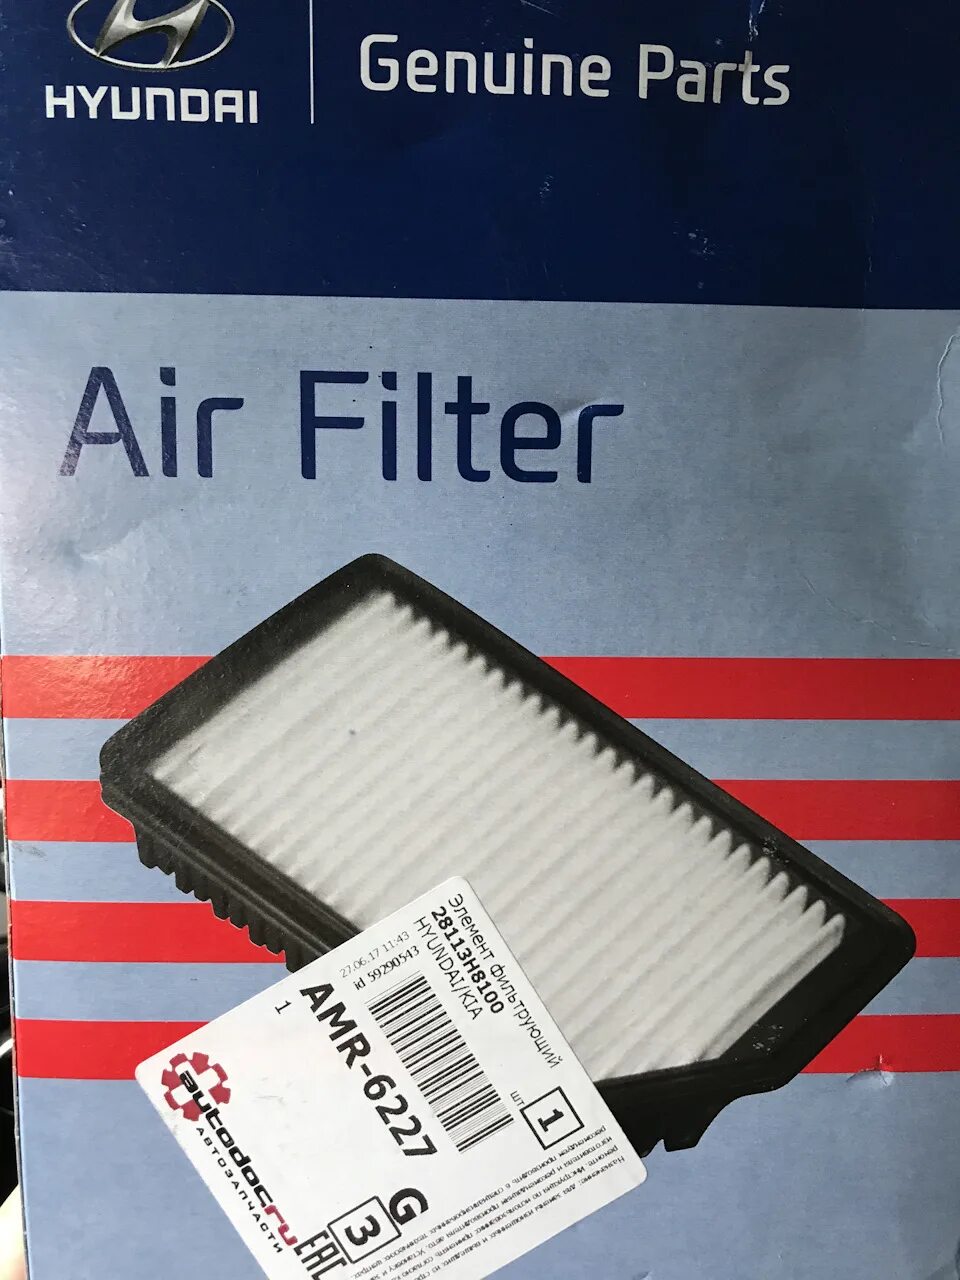 HYUNDAI
Genuine Parts
Air Filter
Элемент фильтрующий
28113H8100
HYUNDAI/KIA
27.06.17 11:43
id 59290543
AMR-6227
1
шт
1
G
3
EAC
autodoc.ru
АВТОЗАПЧАСТИ